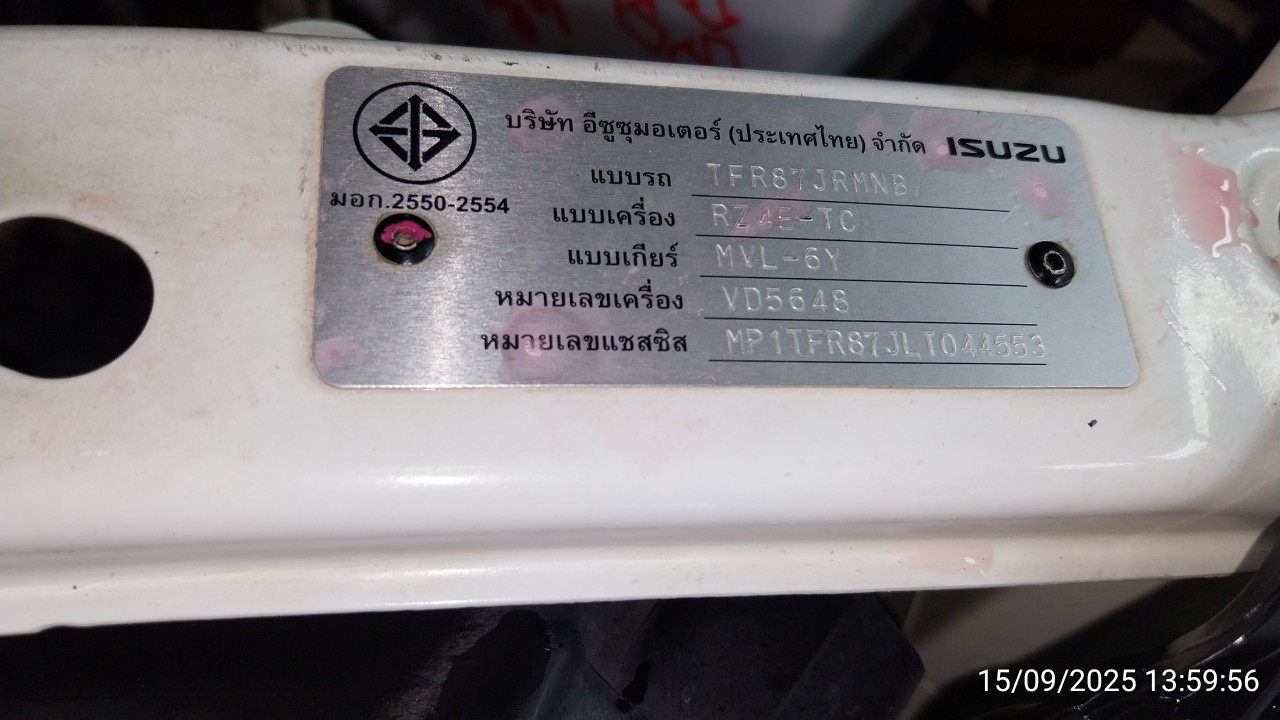 บริษัท อีซูซุมอเตอร์ (ประเทศไทย) จำกัด ISUZU
มอก.2550-2554
แบบรถ TFR87JRMNB
แบบเครื่อง RZ4E-TC
แบบเกียร์ MVL-6Y
หมายเลขเครื่อง VD5648
หมายเลขแชสซิส MP1TFR87JLT044553
15/09/2025 13:59:56